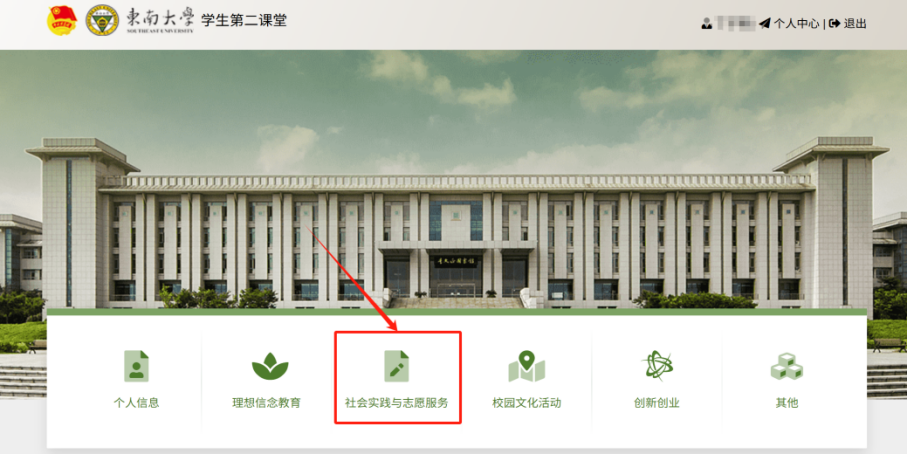 東南大學 学生第二课堂
SOUTHEAST UNIVERSITY
个人中心 | 退出
个人信息
理想信念教育
社会实践与志愿服务
校园文化活动
创新创业
其他